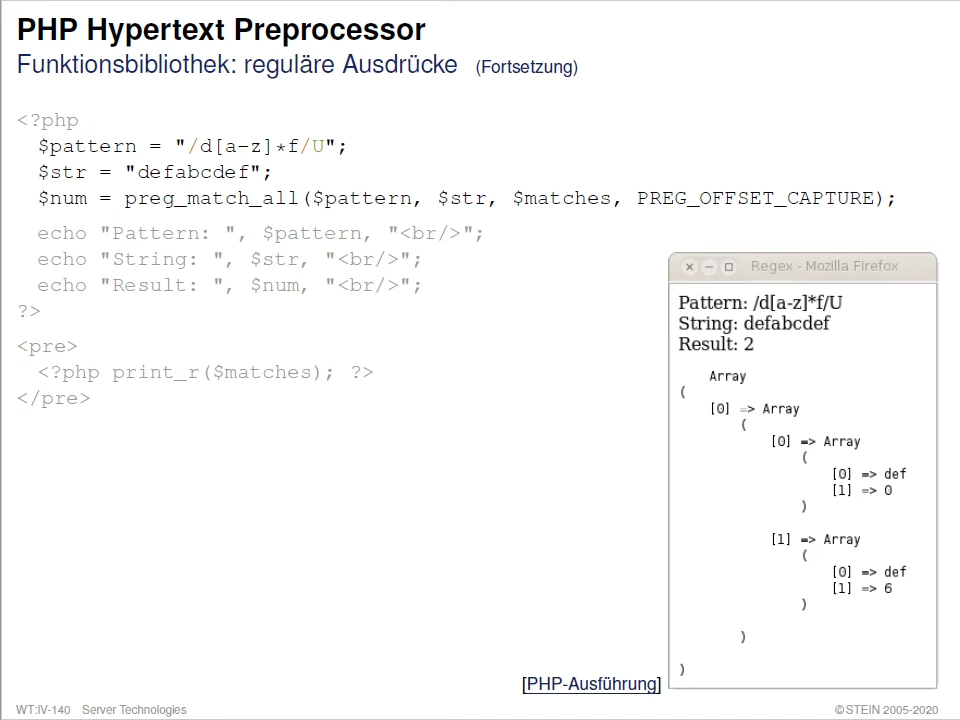 PHP Hypertext Preprocessor
Funktionsbibliothek: reguläre Ausdrücke (Fortsetzung)
<?php
$pattern = "/d[a-z]*f/U";
$str = "defabcdef";
$num = preg_match_all($pattern, $str, $matches, PREG_OFFSET_CAPTURE);
echo "Pattern: ", $pattern, "<br/>";
echo "String: ", $str, "<br/>";
echo "Result: ", $num, "<br/>";
?>
<pre>
<?php print_r($matches); ?>
</pre>
Regex - Mozilla Firefox
Pattern: /d[a-z]*f/U
String: defabcdef
Result: 2
Array
(
[0] => Array
(
[0] => Array
(
[0] => def
[1] => 0
)
[1] => Array
(
[0] => def
[1] => 6
)
)
)
[PHP-Ausführung]
WT:IV-140 Server Technologies
©STEIN 2005-2020